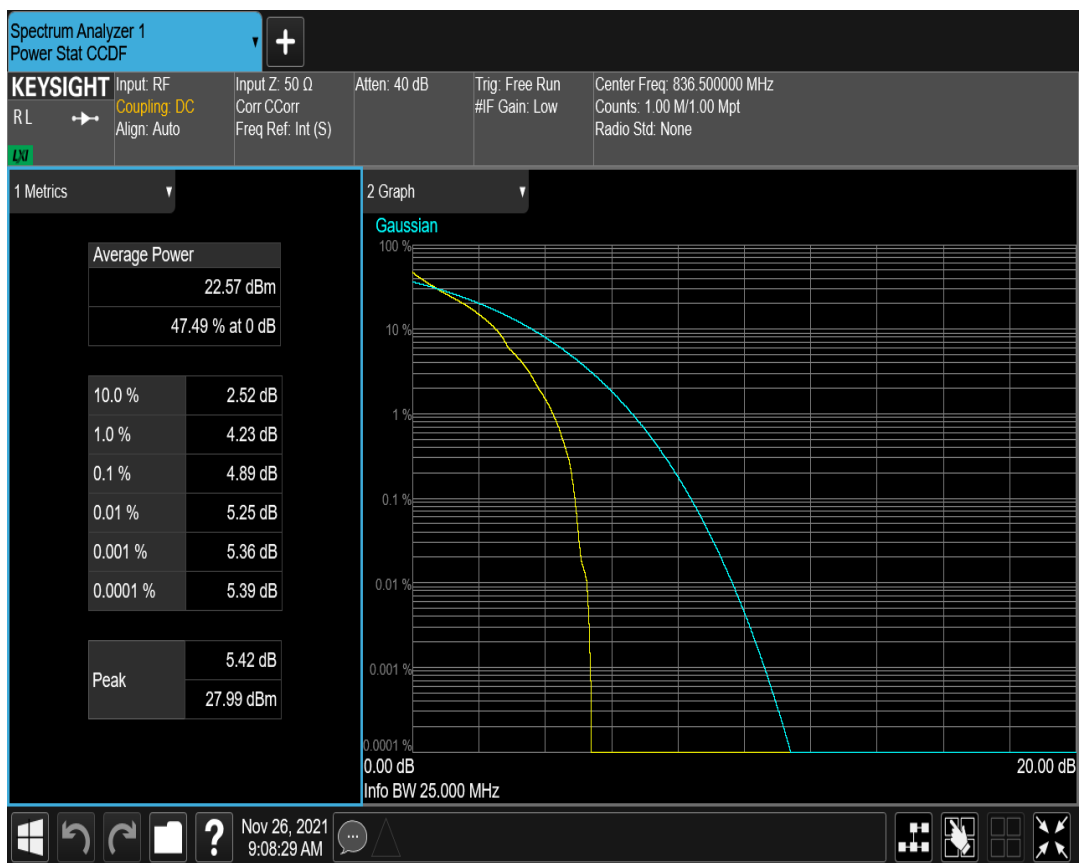 Spectrum Analyzer 1
Power Stat CCDF
KEYSIGHT
RL
LXI
Input: RF
Coupling: DC
Align: Auto
Input Z: 50 Ω
Corr CCorr
Freq Ref: Int (S)
Atten: 40 dB
Trig: Free Run
#IF Gain: Low
Center Freq: 836.500000 MHz
Counts: 1.00 M/1.00 Mpt
Radio Std: None
1 Metrics
Average Power
22.57 dBm
47.49 % at 0 dB
10.0 % 2.52 dB
1.0 % 4.23 dB
0.1 % 4.89 dB
0.01 % 5.25 dB
0.001 % 5.36 dB
0.0001 % 5.39 dB
Peak
5.42 dB
27.99 dBm
2 Graph
Gaussian
100 %
10 %
1 %
0.1 %
0.01 %
0.001 %
0.0001 %
0.00 dB 20.00 dB
Info BW 25.000 MHz
Nov 26, 2021
9:08:29 AM